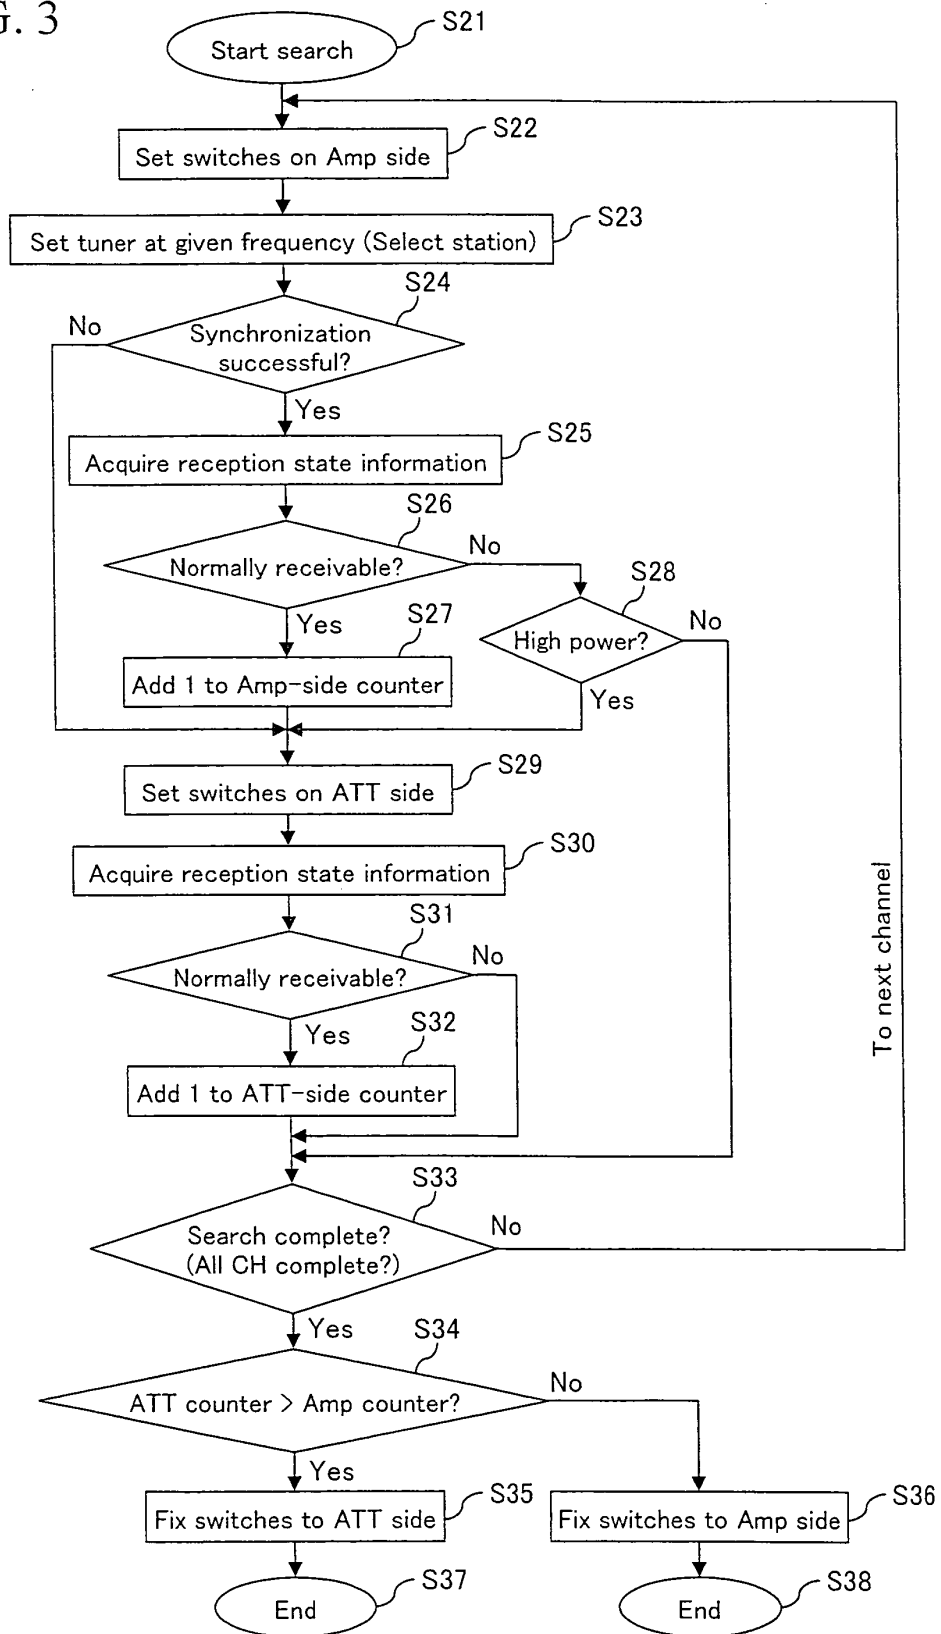 G. 3
S21
Start search
S22
Set switches on Amp side
S23
Set tuner at given frequency (Select station)
S24
No
Synchronization
successful?
Yes
S25
Acquire reception state information
S26
No
Normally receivable?
S28
No
Yes
S27
High power?
Add 1 to Amp-side counter
Yes
S29
Set switches on ATT side
S30
Acquire reception state information
S31
No
Normally receivable?
To next channel
Yes
S32
Add 1 to ATT-side counter
S33
No
Search complete?
(All CH complete?)
Yes
S34
No
ATT counter > Amp counter?
Yes
S35
S36
Fix switches to ATT side
Fix switches to Amp side
S37
S38
End
End